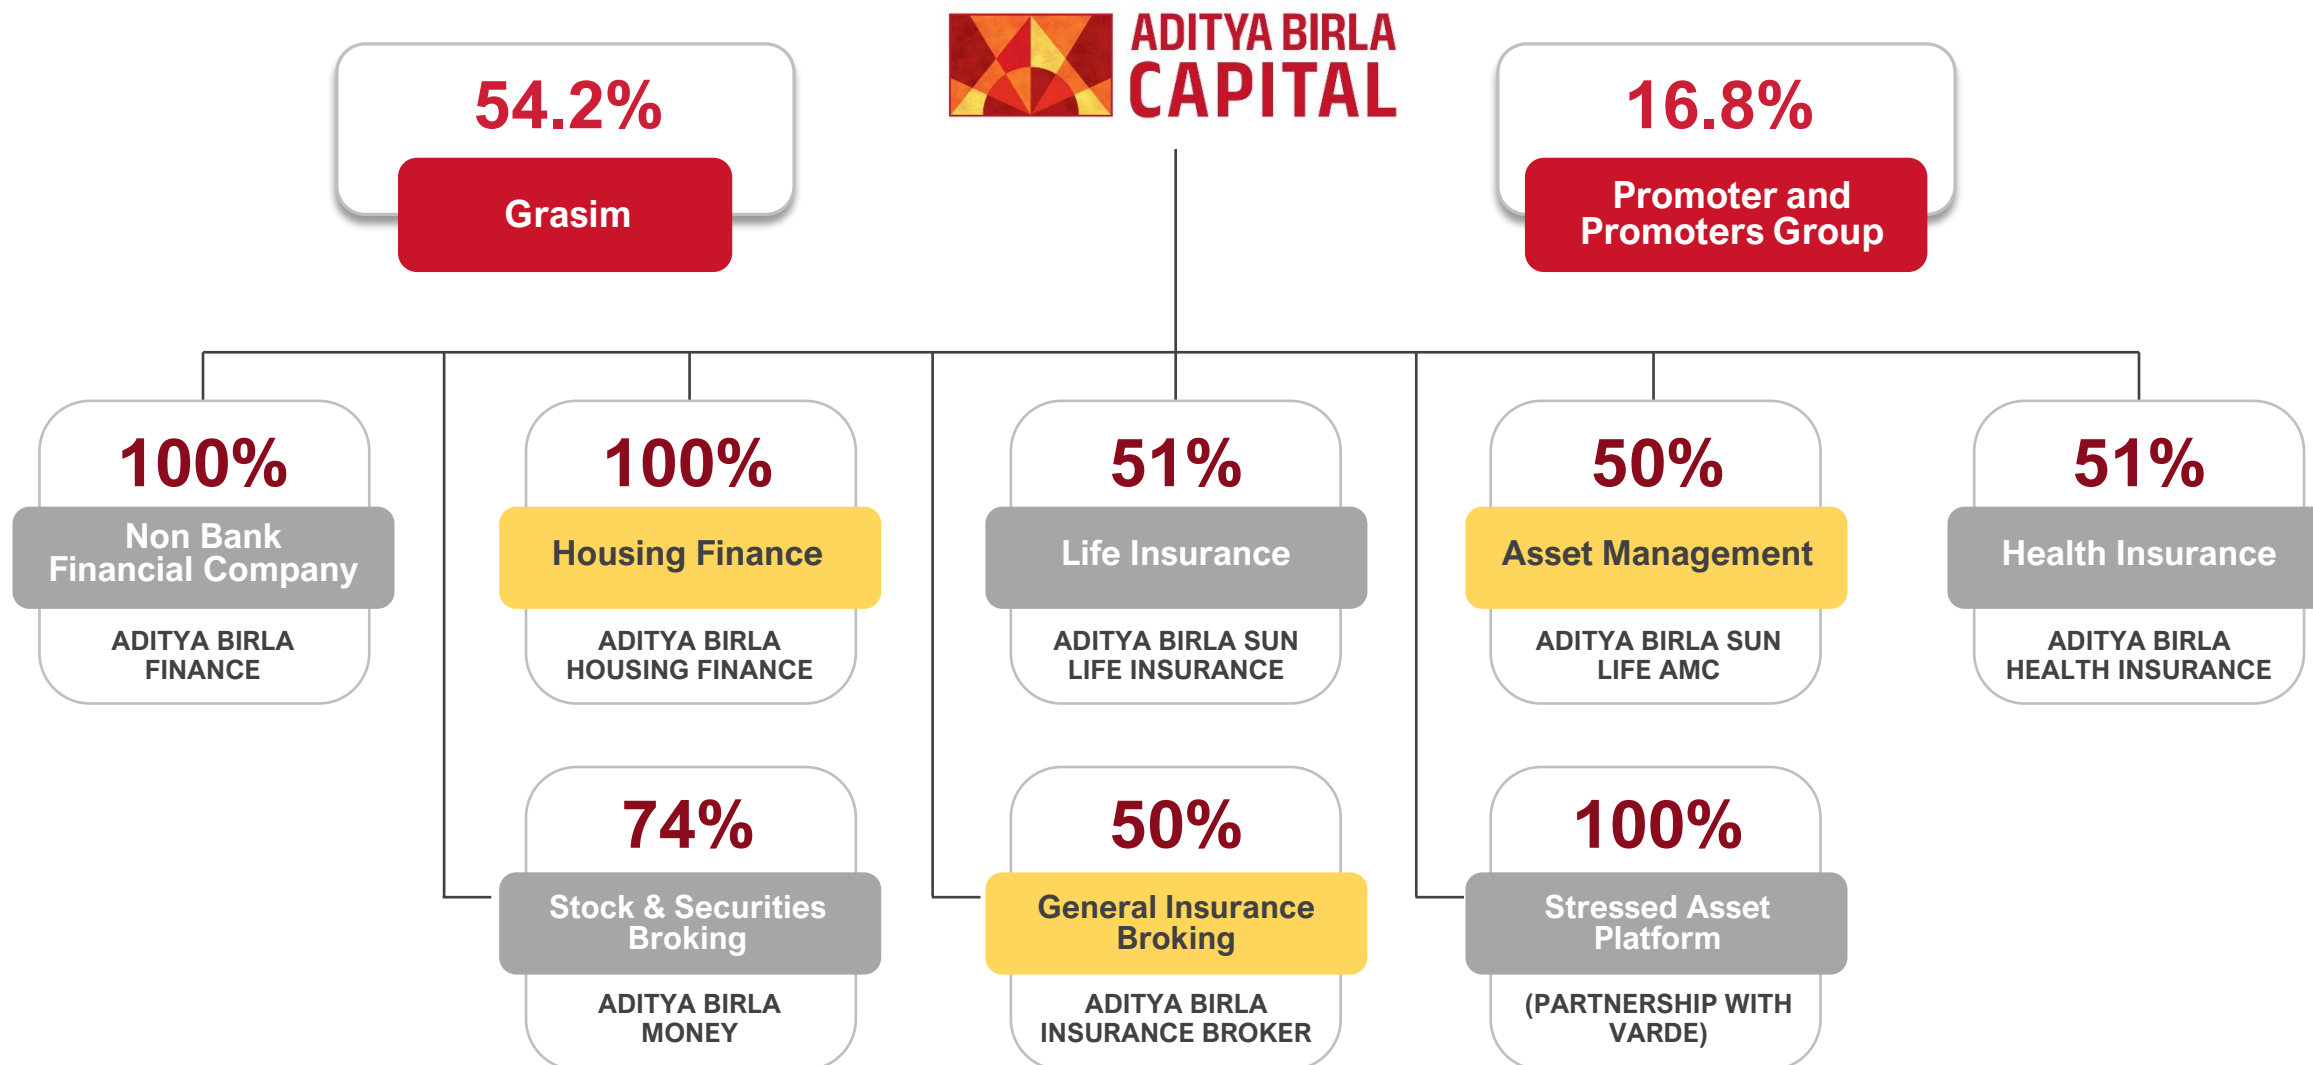 ADITYA BIRLA
CAPITAL
54.2%
Grasim
16.8%
Promoter and
Promoters Group
100%
Non Bank
Financial Company
ADITYA BIRLA
FINANCE
100%
Housing Finance
ADITYA BIRLA
HOUSING FINANCE
51%
Life Insurance
ADITYA BIRLA SUN
LIFE INSURANCE
50%
Asset Management
ADITYA BIRLA SUN
LIFE AMC
51%
Health Insurance
ADITYA BIRLA
HEALTH INSURANCE
74%
Stock & Securities
Broking
ADITYA BIRLA
MONEY
50%
General Insurance
Broking
ADITYA BIRLA
INSURANCE BROKER
100%
Stressed Asset
Platform
(PARTNERSHIP WITH
VARDE)